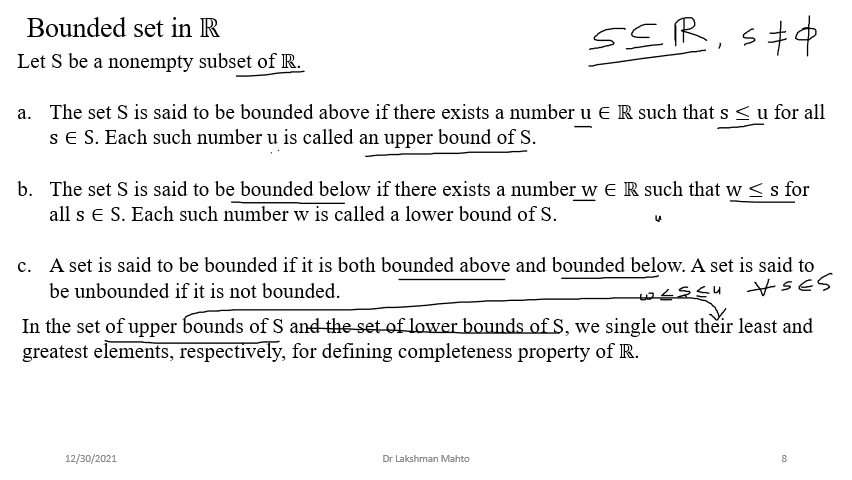 Bounded set in ℝ
S ⊆ ℝ, S ≠ ϕ
Let S be a nonempty subset of ℝ.
a. The set S is said to be bounded above if there exists a number u ∈ ℝ such that s ≤ u for all
s ∈ S. Each such number u is called an upper bound of S.
b. The set S is said to be bounded below if there exists a number w ∈ ℝ such that w ≤ s for
all s ∈ S. Each such number w is called a lower bound of S.
u
c. A set is said to be bounded if it is both bounded above and bounded below. A set is said to
be unbounded if it is not bounded.
w ≤ s ≤ u ∀ s ∈ S
In the set of upper bounds of S and the set of lower bounds of S, we single out their least and
greatest elements, respectively, for defining completeness property of ℝ.
12/30/2021
Dr Lakshman Mahto
8